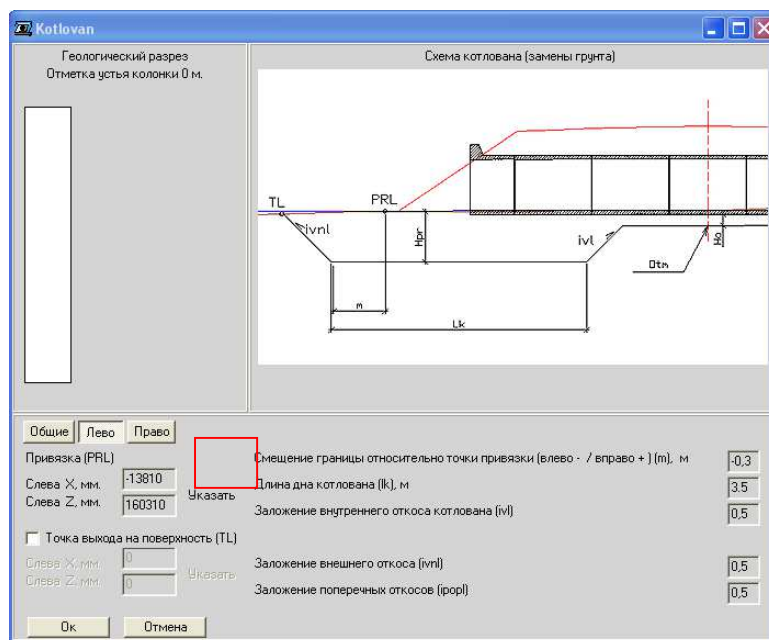 Kotlovan
Геологический разрез
Отметка устья колонки 0 м.
Схема котлована (замены грунта)
TL
PRL
ivnl
Hpr
ivl
Ho
Otm
m
Lk
Общие Лево Право
Привязка (PRL)
Слева X, мм. -13810
Слева Z, мм. 160310
Указать
Точка выхода на поверхность (TL)
Слева X, мм. 0
Слева Z, мм. 0
Указать
Смещение границы относительно точки привязки (влево - / вправо + ) (m), м -0,3
Длина дна котлована (lk), м 3.5
Заложение внутреннего откоса котлована (ivl) 0,5
Заложение внешнего откоса (ivnl) 0,5
Заложение поперечных откосов (ipopl) 0,5
Ок Отмена